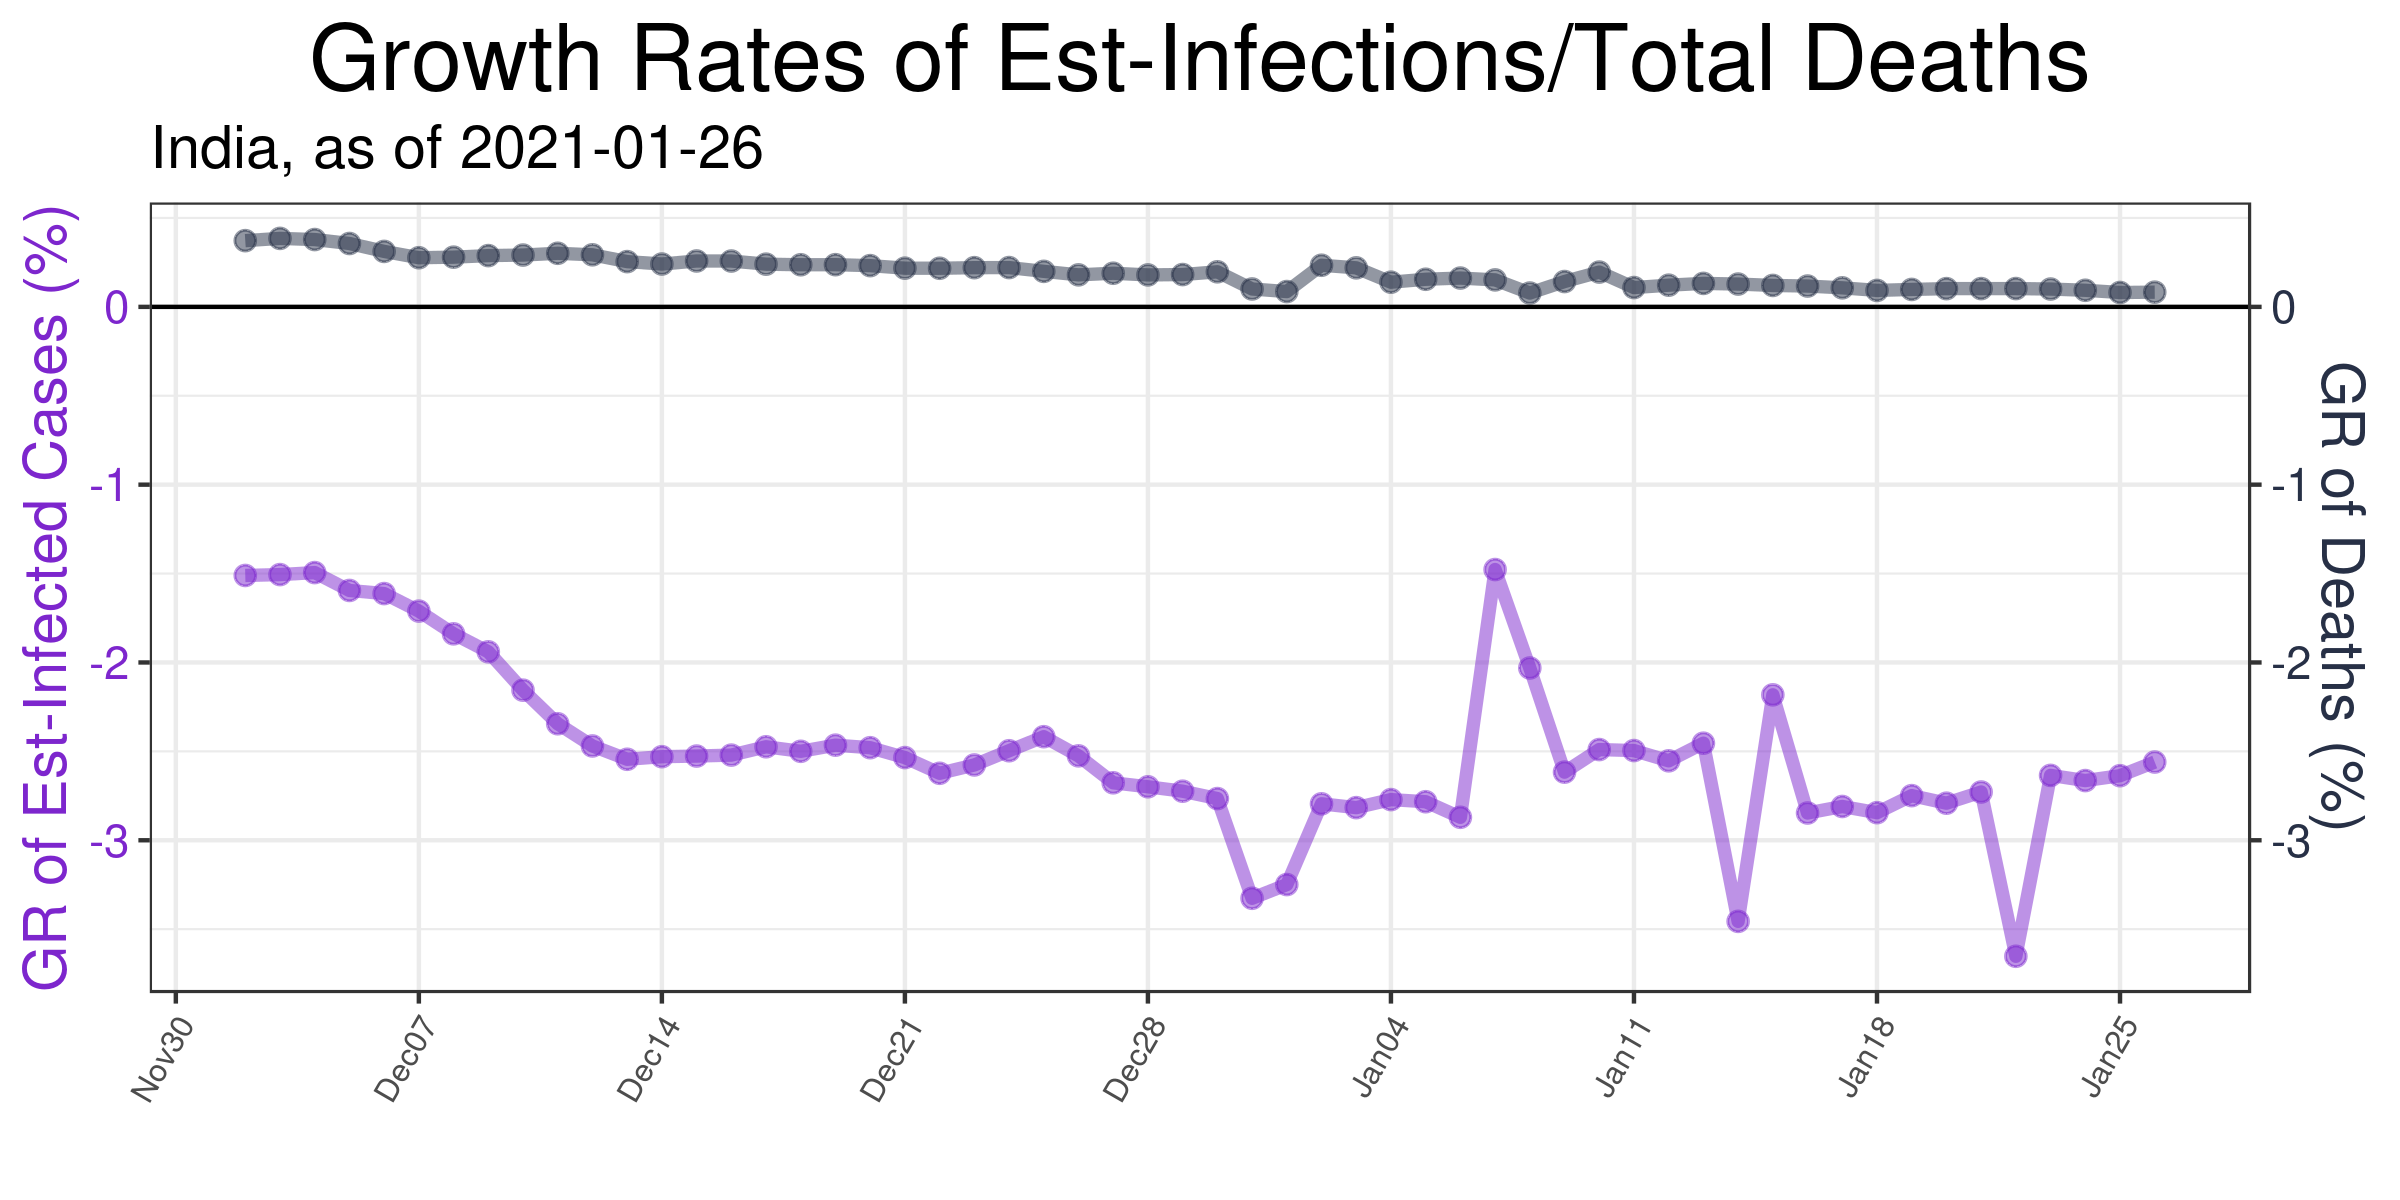 Growth Rates of Est-Infections/Total Deaths
India, as of 2021-01-26
GR of Est-Infected Cases (%)
0
-1
-2
-3
0
-1
-2
-3
GR of Deaths (%)
Nov30
Dec07
Dec14
Dec21
Dec28
Jan04
Jan11
Jan18
Jan25